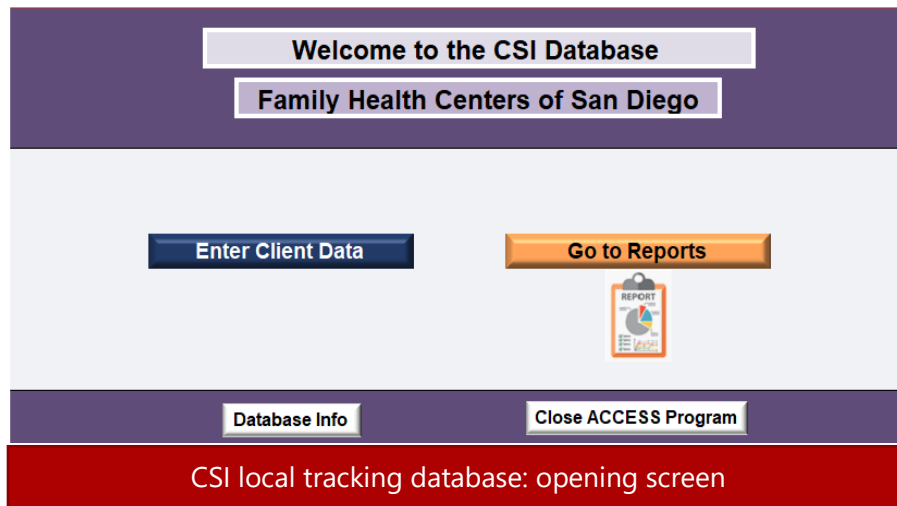 Welcome to the CSI Database
Family Health Centers of San Diego
Enter Client Data
Go to Reports
REPORT
Database Info
Close ACCESS Program
CSI local tracking database: opening screen